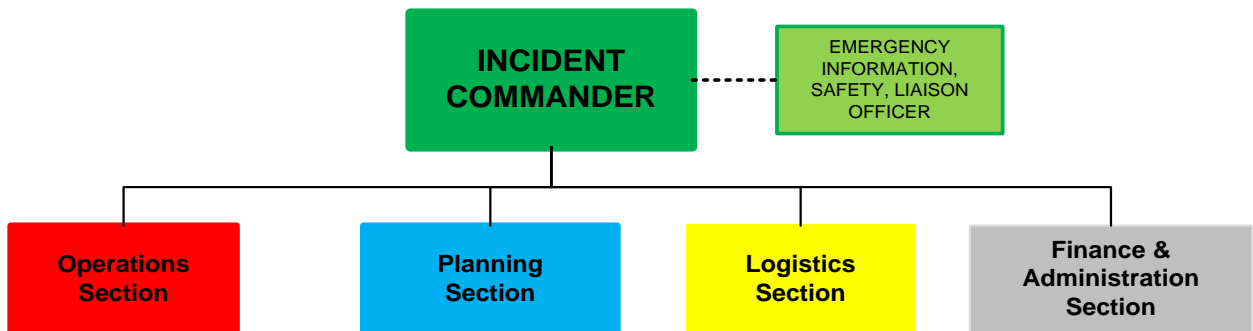 INCIDENT
COMMANDER
EMERGENCY
INFORMATION,
SAFETY, LIAISON
OFFICER
Operations
Section
Planning
Section
Logistics
Section
Finance &
Administration
Section